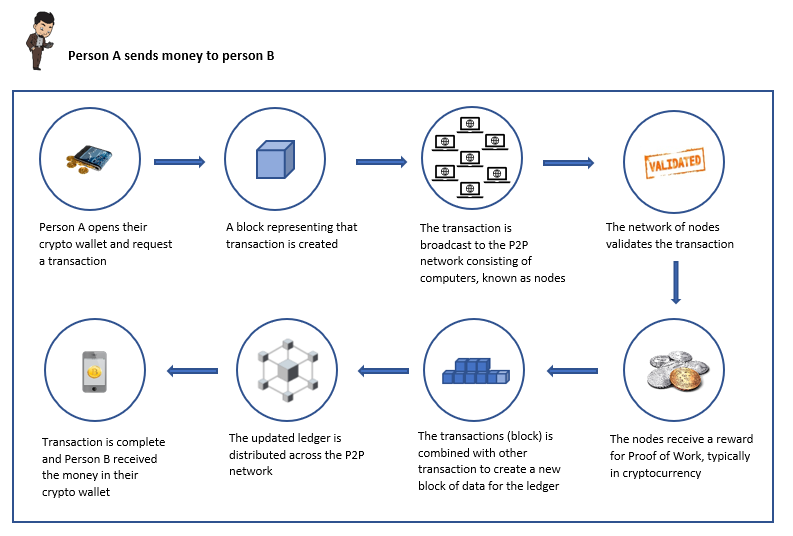 Person A sends money to person B
Person A opens their
crypto wallet and request
a transaction
A block representing that
transaction is created
The transaction is
broadcast to the P2P
network consisting of
computers, known as nodes
VALIDATED
The network of nodes
validates the transaction
The nodes receive a reward
for Proof of Work, typically
in cryptocurrency
The transactions (block) is
combined with other
transaction to create a new
block of data for the ledger
The updated ledger is
distributed across the P2P
network
Transaction is complete
and Person B received
the money in their
crypto wallet